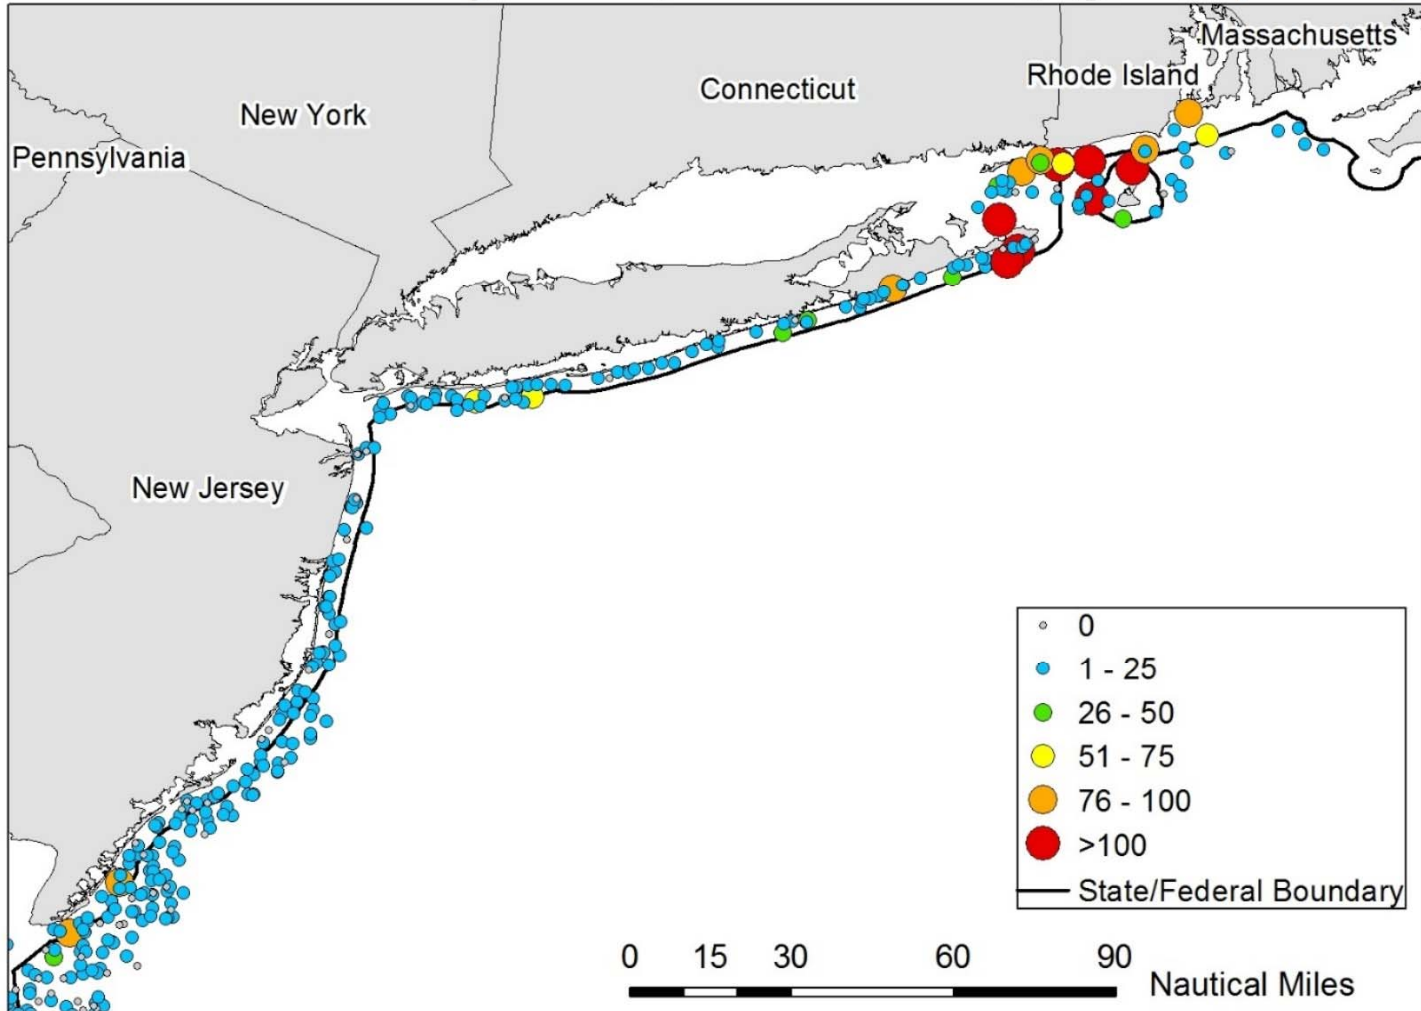 Massachusetts
Rhode Island
Connecticut
New York
Pennsylvania
New Jersey
0
1 - 25
26 - 50
51 - 75
76 - 100
>100
State/Federal Boundary
0 15 30 60 90
Nautical Miles